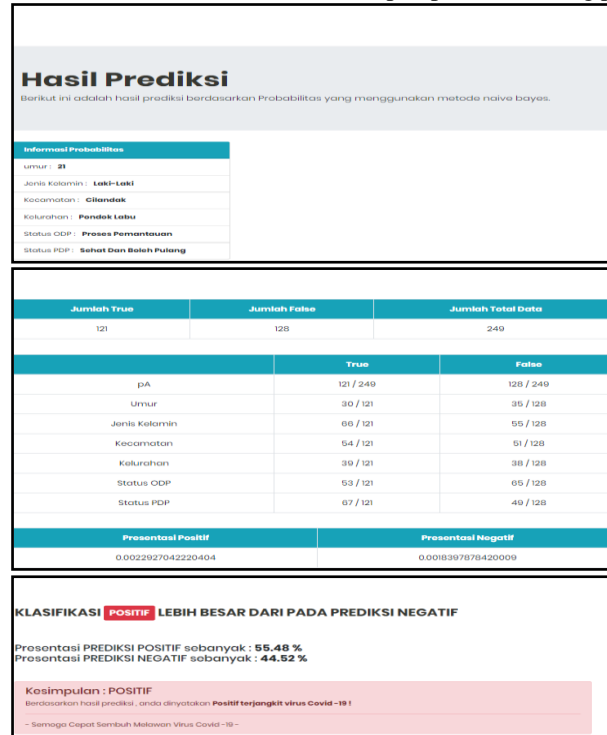 Hasil Prediksi
Berikut ini adalah hasil prediksi berdasarkan Probabilitas yang menggunakan metode naive bayes.
Informasi Probabilitas
umur : 21
Jenis Kelamin : Laki-Laki
Kecamatan : Cilandak
Kelurahan : Pondok Labu
Status ODP : Proses Pemantauan
Status PDP : Sehat Dan Boleh Pulang
Jumlah True Jumlah False Jumlah Total Data
121 128 249
True False
pA 121 / 249 128 / 249
Umur 30 / 121 35 / 128
Jenis Kelamin 66 / 121 55 / 128
Kecamatan 54 / 121 51 / 128
Kelurahan 39 / 121 38 / 128
Status ODP 53 / 121 65 / 128
Status PDP 67 / 121 49 / 128
Presentasi Positif Presentasi Negatif
0.0022927042220404 0.0018397878420009
KLASIFIKASI POSITIF LEBIH BESAR DARI PADA PREDIKSI NEGATIF
Presentasi PREDIKSI POSITIF sebanyak : 55.48 %
Presentasi PREDIKSI NEGATIF sebanyak : 44.52 %
Kesimpulan : POSITIF
Berdasarkan hasil prediksi , anda dinyatakan Positif terjangkit virus Covid -19 !
- Semoga Cepat Sembuh Melawan Virus Covid -19 -